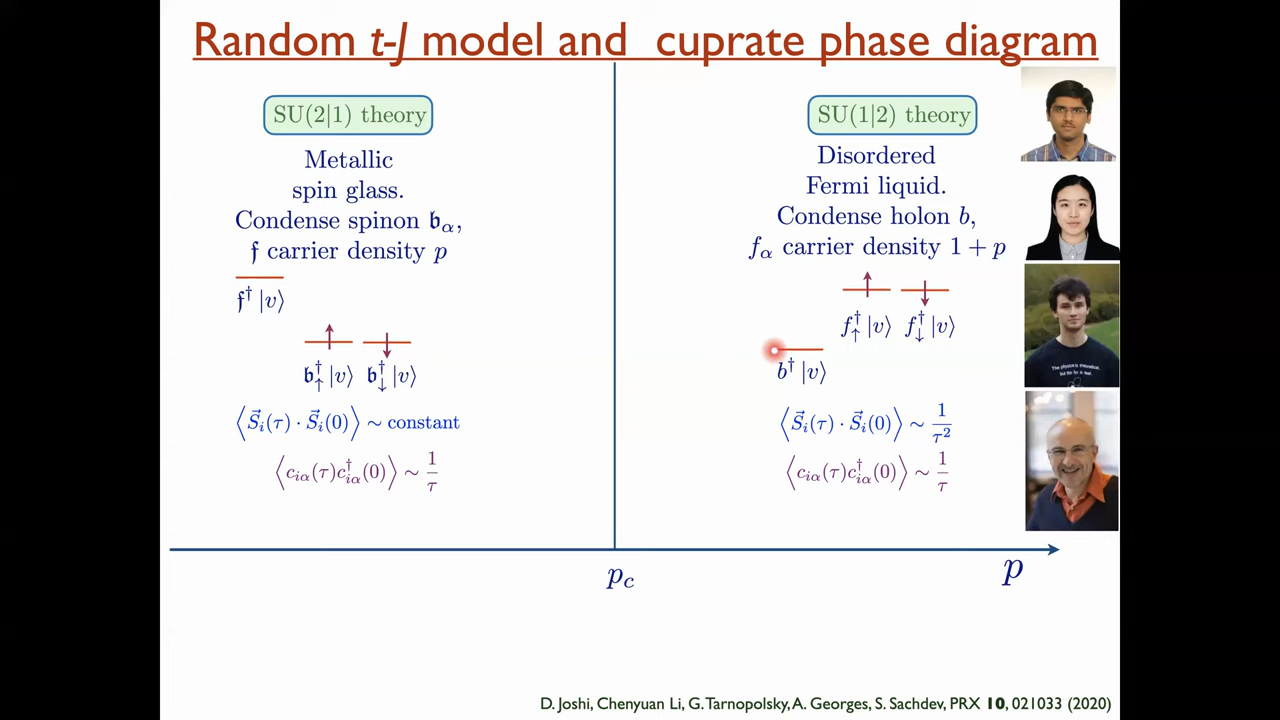 Random t-J model and cuprate phase diagram
SU(2|1) theory
Metallic
spin glass.
Condense spinon 𝔟_α,
𝔣 carrier density p
𝔣† |v⟩
𝔟†_↑ |v⟩ 𝔟†_↓ |v⟩
⟨S⃗_i(τ) · S⃗_i(0)⟩ ∼ constant
⟨c_iα(τ)c†_iα(0)⟩ ∼ 1/τ
SU(1|2) theory
Disordered
Fermi liquid.
Condense holon b,
f_α carrier density 1 + p
f†_↑ |v⟩ f†_↓ |v⟩
b† |v⟩
⟨S⃗_i(τ) · S⃗_i(0)⟩ ∼ 1/τ²
⟨c_iα(τ)c†_iα(0)⟩ ∼ 1/τ
p_c
p
D. Joshi, Chenyuan Li, G. Tarnopolsky, A. Georges, S. Sachdev, PRX 10, 021033 (2020)